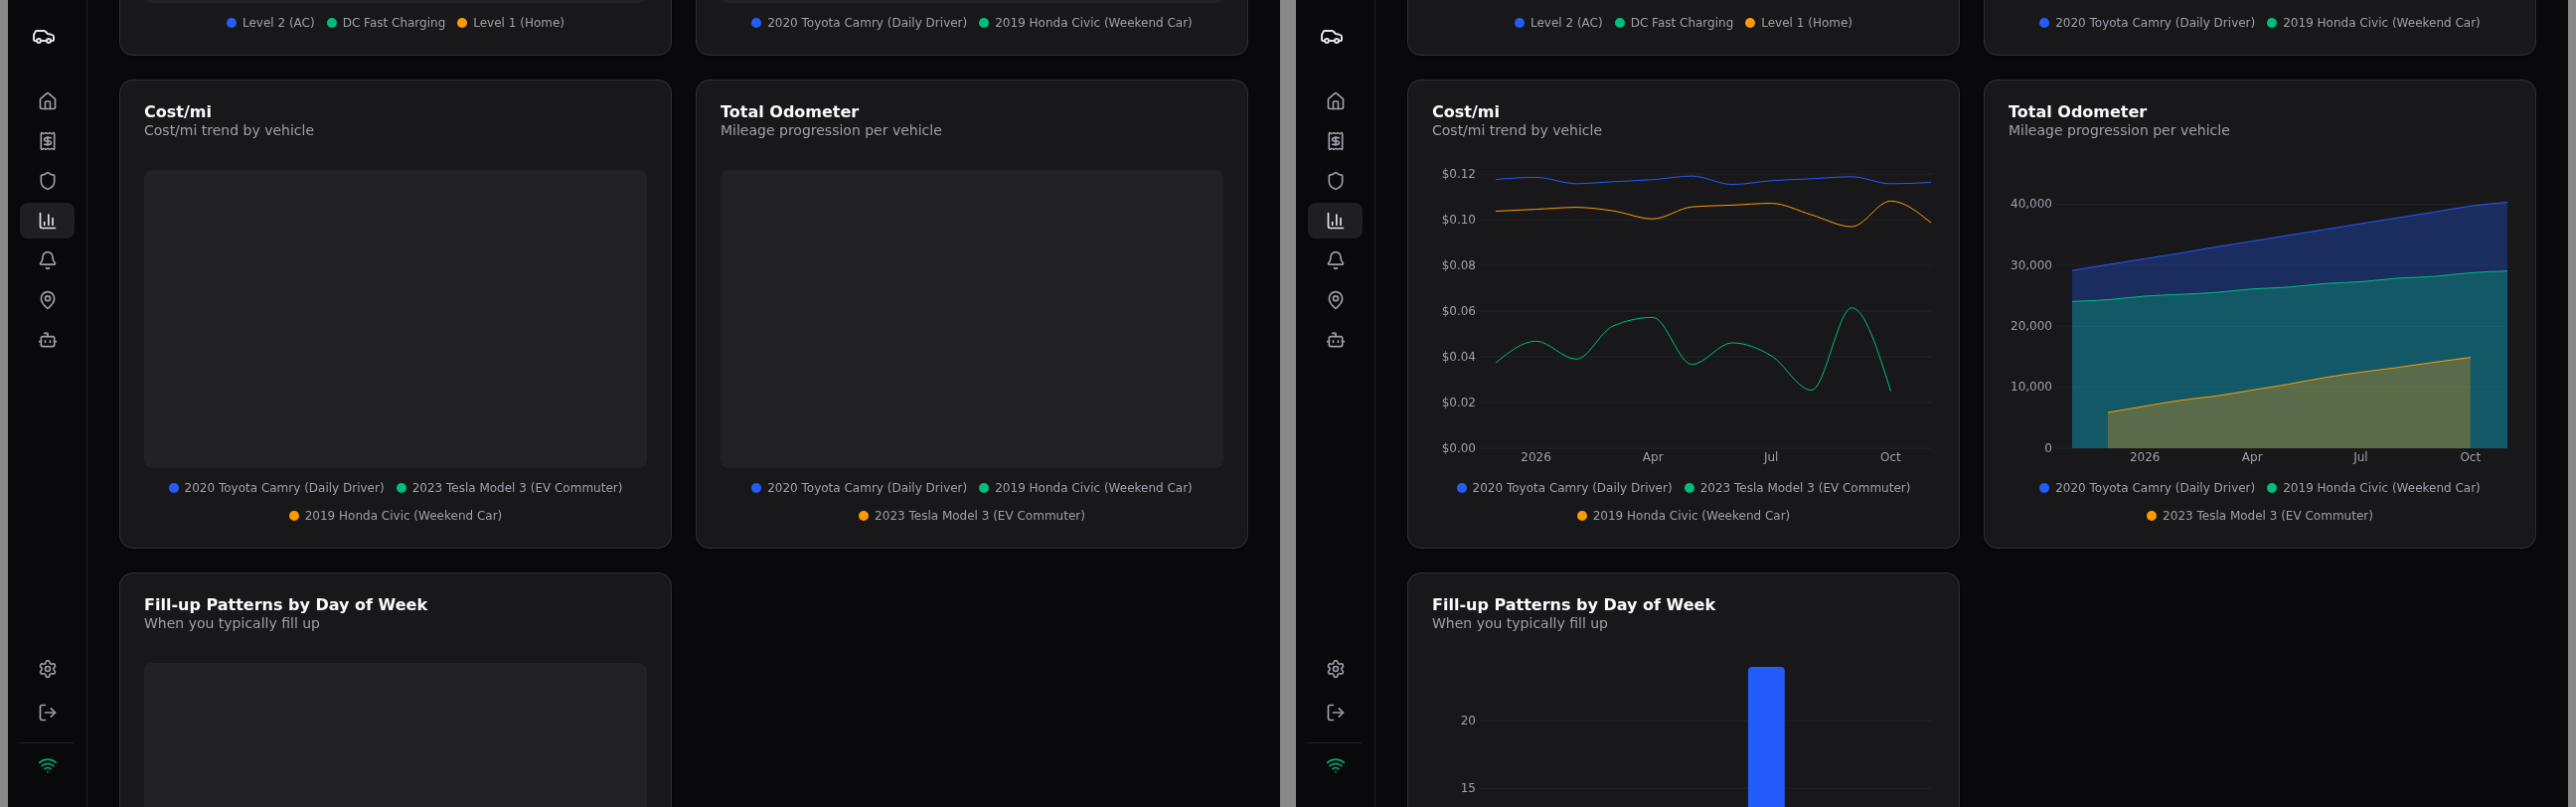 Level 2 (AC) DC Fast Charging Level 1 (Home)
2020 Toyota Camry (Daily Driver) 2019 Honda Civic (Weekend Car)
Cost/mi
Cost/mi trend by vehicle
2020 Toyota Camry (Daily Driver) 2023 Tesla Model 3 (EV Commuter)
2019 Honda Civic (Weekend Car)
Total Odometer
Mileage progression per vehicle
2020 Toyota Camry (Daily Driver) 2019 Honda Civic (Weekend Car)
2023 Tesla Model 3 (EV Commuter)
Fill-up Patterns by Day of Week
When you typically fill up
Level 2 (AC) DC Fast Charging Level 1 (Home)
2020 Toyota Camry (Daily Driver) 2019 Honda Civic (Weekend Car)
Cost/mi
Cost/mi trend by vehicle
$0.12
$0.10
$0.08
$0.06
$0.04
$0.02
$0.00
2026 Apr Jul Oct
2020 Toyota Camry (Daily Driver) 2023 Tesla Model 3 (EV Commuter)
2019 Honda Civic (Weekend Car)
Total Odometer
Mileage progression per vehicle
40,000
30,000
20,000
10,000
0
2026 Apr Jul Oct
2020 Toyota Camry (Daily Driver) 2019 Honda Civic (Weekend Car)
2023 Tesla Model 3 (EV Commuter)
Fill-up Patterns by Day of Week
When you typically fill up
20
15